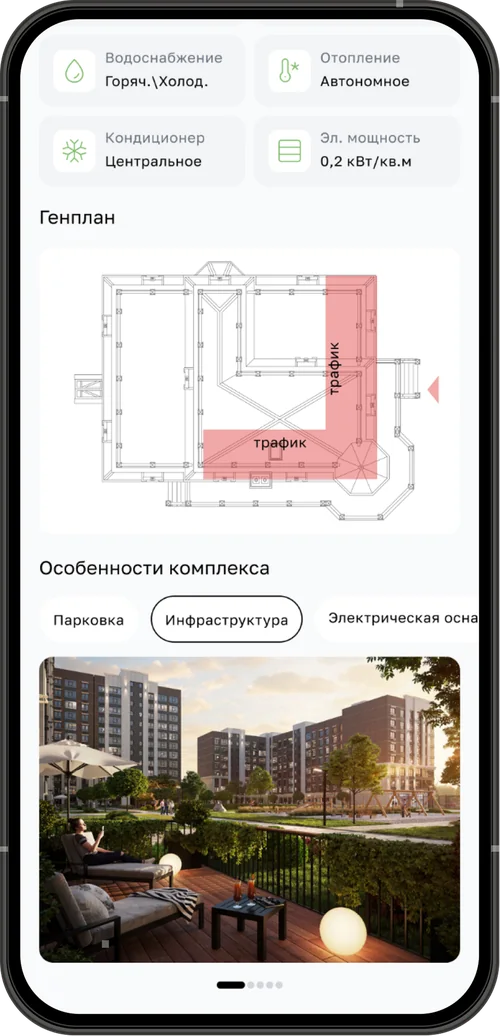 Водоснабжение
Горяч.\Холод.
Отопление
Автономное
Кондиционер
Центральное
Эл. мощность
0,2 кВт/кв.м
Генплан
трафик
трафик
Особенности комплекса
Парковка
Инфраструктура
Электрическая осна